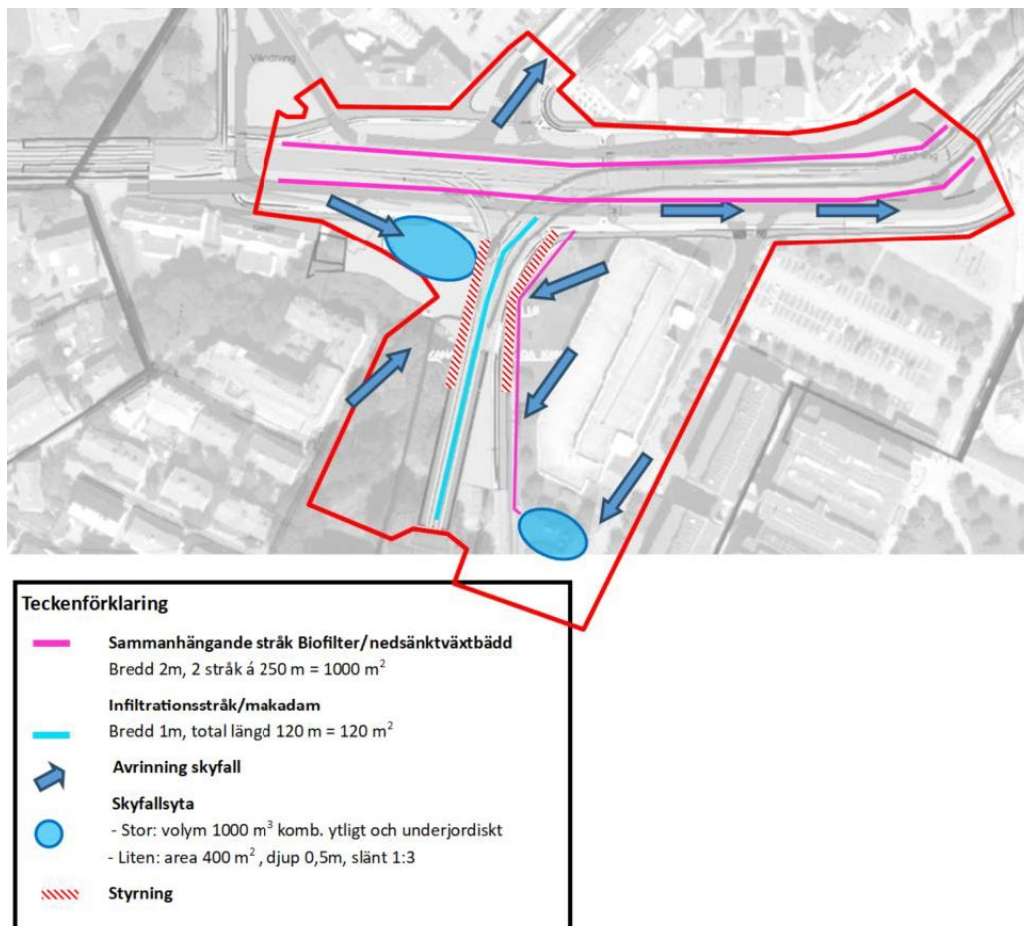 Vändning
Vändning
Teckenförklaring
Sammanhängande stråk Biofilter/nedsänktväxtbädd
Bredd 2m, 2 stråk á 250 m = 1000 m²
Infiltrationsstråk/makadam
Bredd 1m, total längd 120 m = 120 m²
Avrinning skyfall
Skyfallsyta
- Stor: volym 1000 m³ komb. ytligt och underjordiskt
- Liten: area 400 m² , djup 0,5m, slänt 1:3
Styrning